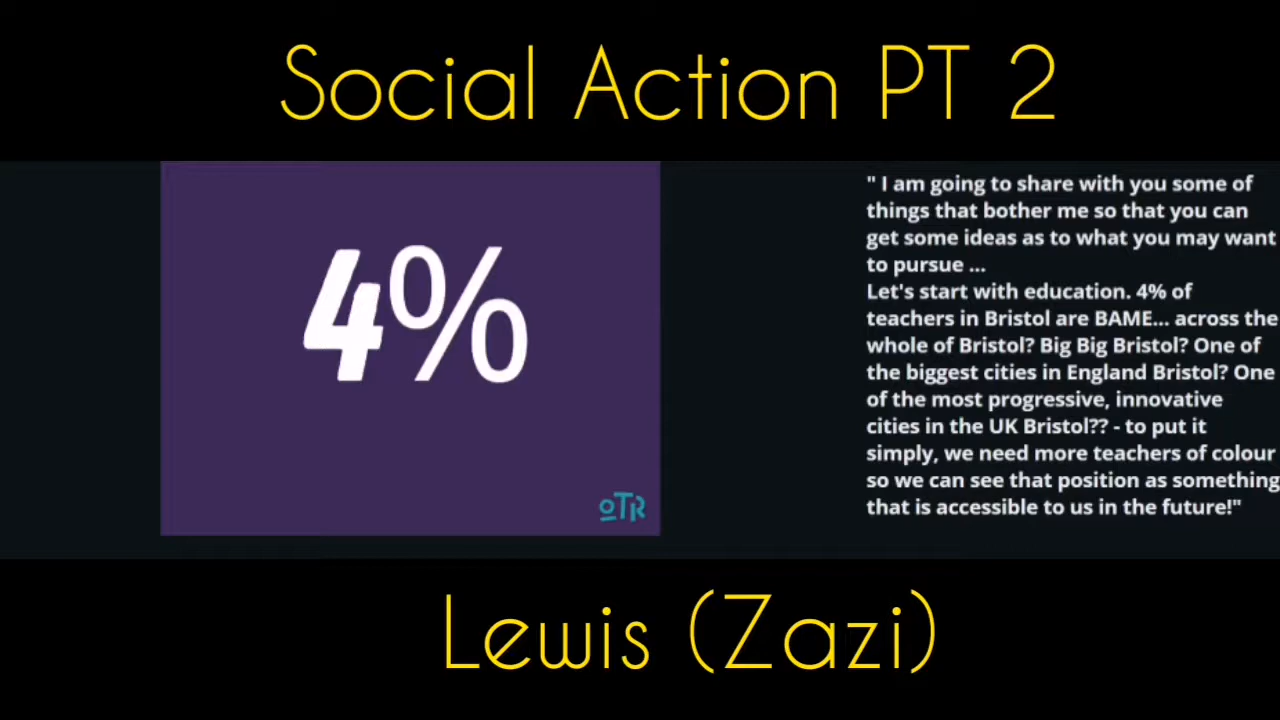 Social Action PT 2
4%
oTR
" I am going to share with you some of
things that bother me so that you can
get some ideas as to what you may want
to pursue ...
Let's start with education. 4% of
teachers in Bristol are BAME... across the
whole of Bristol? Big Big Bristol? One of
the biggest cities in England Bristol? One
of the most progressive, innovative
cities in the UK Bristol?? - to put it
simply, we need more teachers of colour
so we can see that position as something
that is accessible to us in the future!"
Lewis (Zazi)